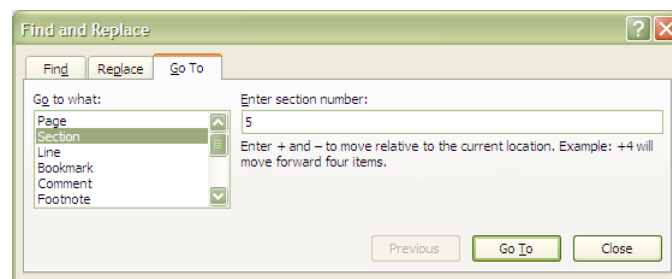 Find and Replace
Find Replace Go To
Go to what:
Page
Section
Line
Bookmark
Comment
Footnote
Enter section number:
5
Enter + and – to move relative to the current location. Example: +4 will
move forward four items.
Previous Go To Close